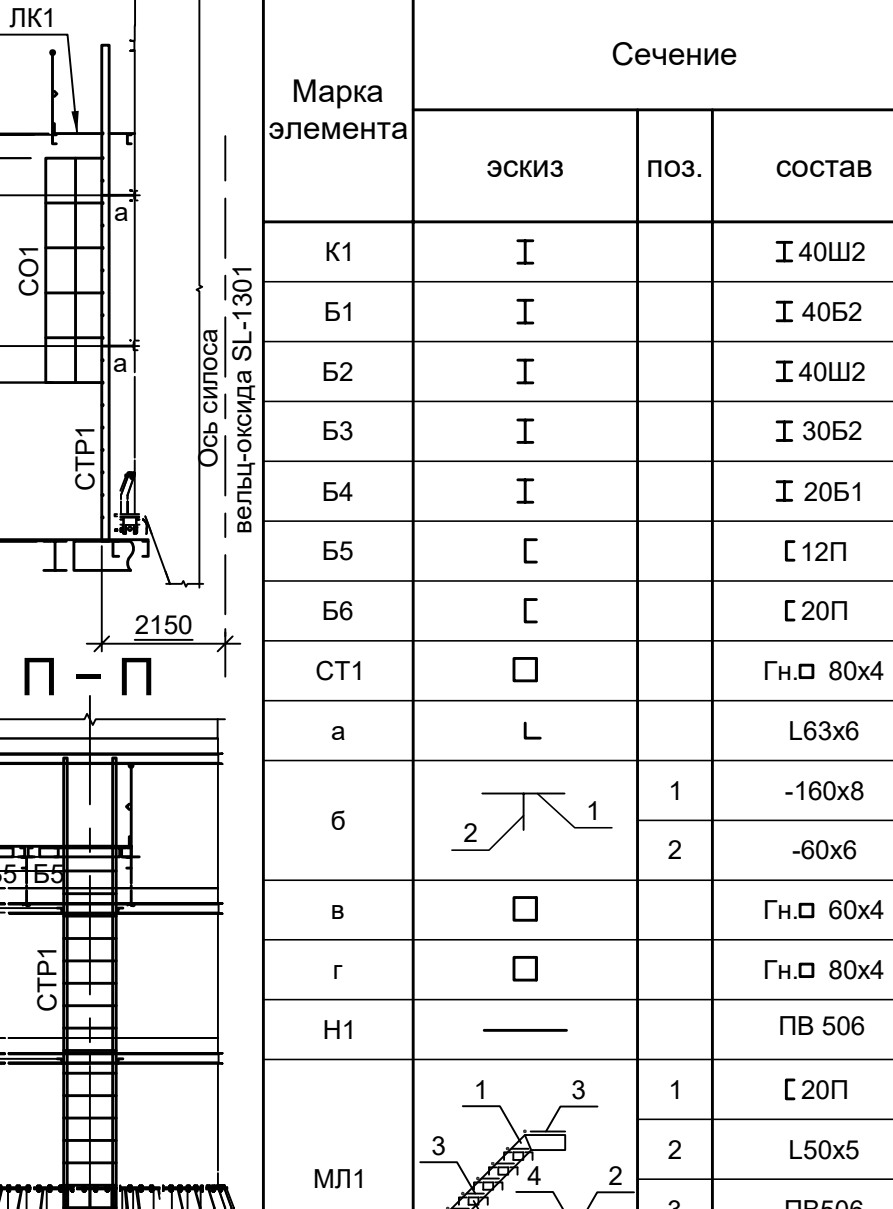 ЛК1
а
СО1
а
СТР1
Ось силоса
вельц-оксида SL-1301
2150
П – П
Б5
СТР1
Марка элемента
Сечение
эскиз
поз.
состав
К1
I 40Ш2
Б1
I 40Б2
Б2
I 40Ш2
Б3
I 30Б2
Б4
I 20Б1
Б5
[ 12П
Б6
[ 20П
СТ1
Гн.□ 80х4
а
L63х6
б
2
1
1
-160х8
2
-60х6
в
Гн.□ 60х4
г
Гн.□ 80х4
Н1
ПВ 506
МЛ1
1
3
3
4
2
1
[ 20П
2
L50х5
3
ПВ506